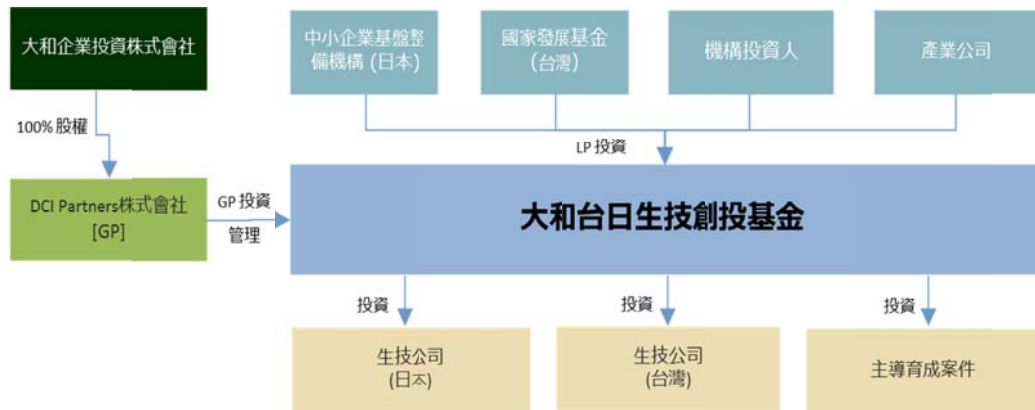 大和企業投資株式會社
中小企業基盤整
備機構 (日本)
國家發展基金
(台灣)
機構投資人
產業公司
100% 股權
LP 投資
DCI Partners株式會社
[GP]
GP 投資
管理
大和台日生技創投基金
投資
投資
投資
生技公司
(日本)
生技公司
(台灣)
主導育成案件